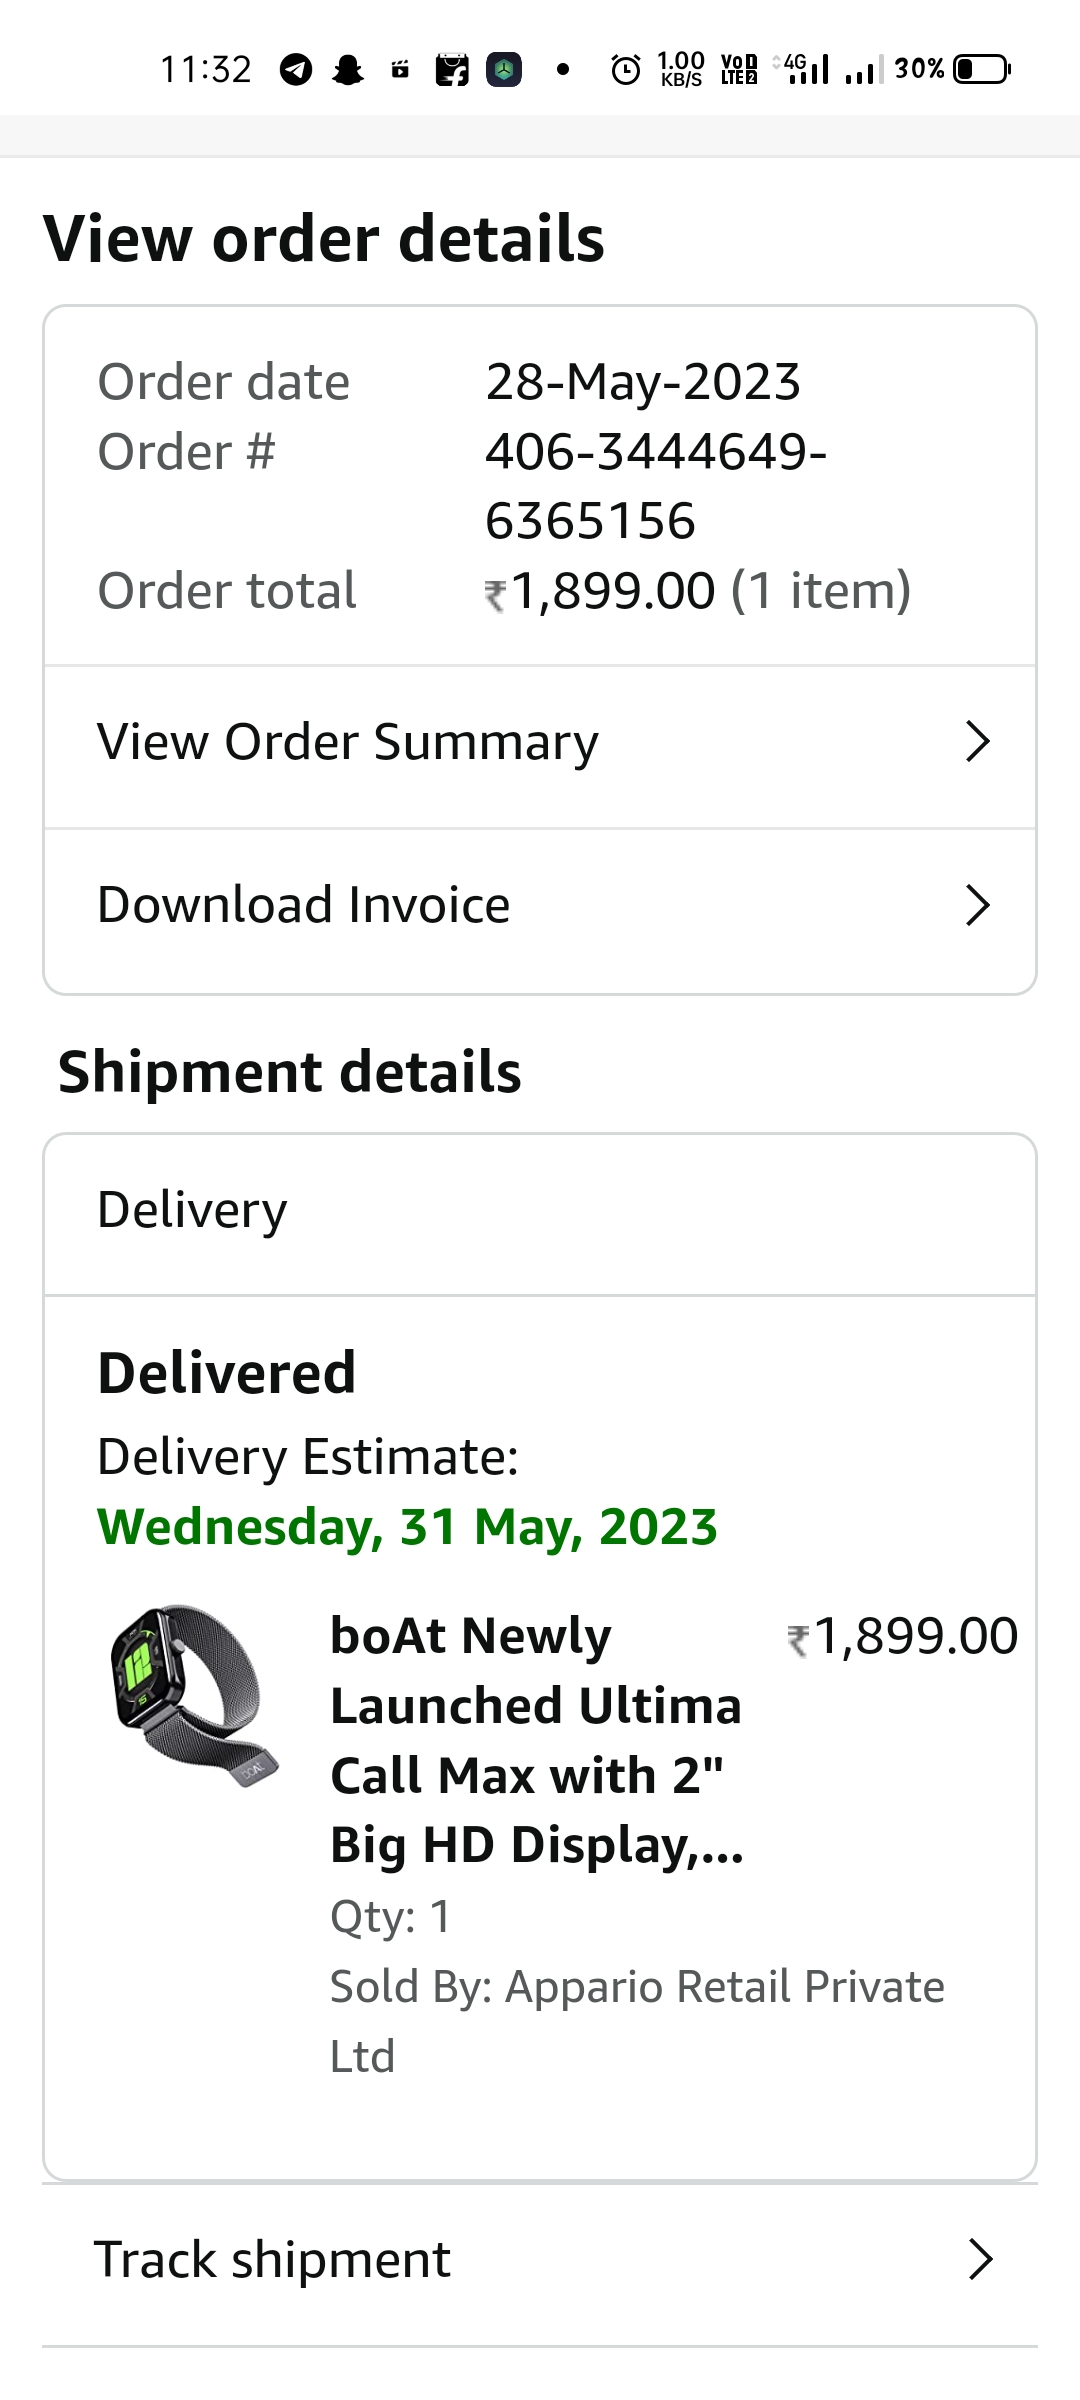 11:32 1.00 KB/S VoD LTE2 4G 30%
View order details
Order date 28-May-2023
Order # 406-3444649-
6365156
Order total ₹1,899.00 (1 item)
View Order Summary
Download Invoice
Shipment details
Delivery
Delivered
Delivery Estimate:
Wednesday, 31 May, 2023
boAt Newly ₹1,899.00
Launched Ultima
Call Max with 2"
Big HD Display,...
Qty: 1
Sold By: Appario Retail Private
Ltd
Track shipment